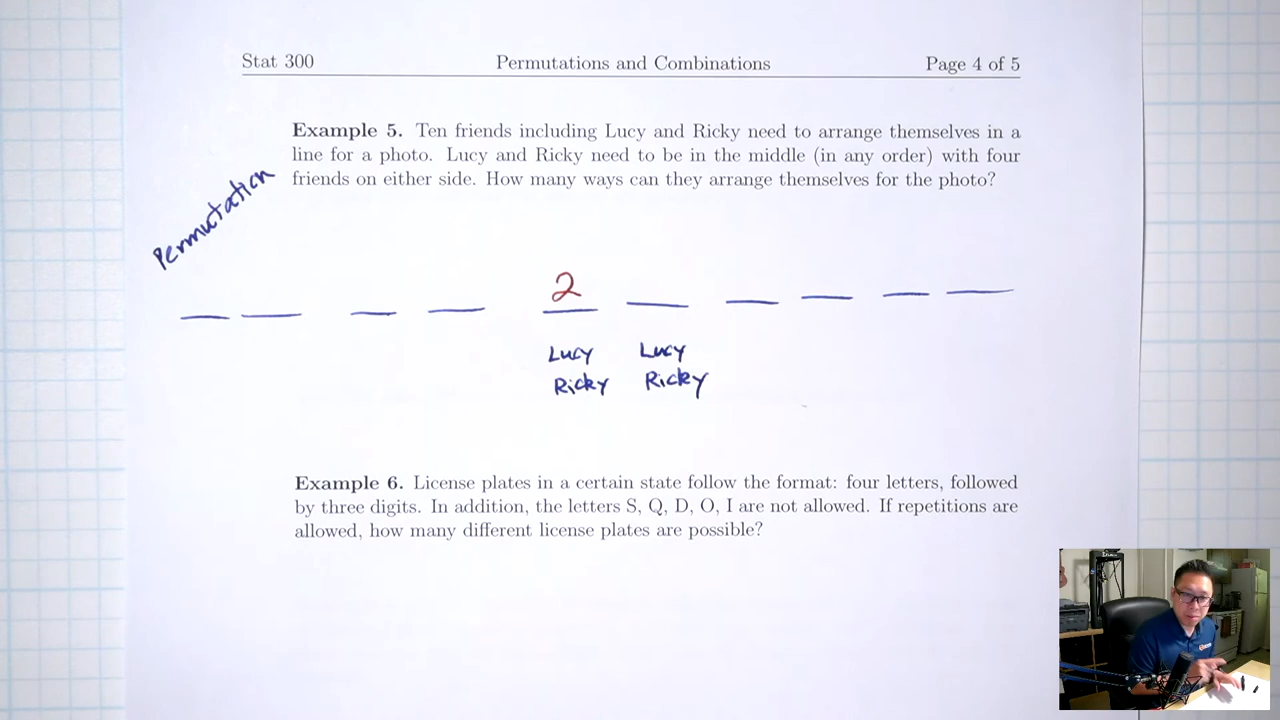 Stat 300 Permutations and Combinations Page 4 of 5
Example 5. Ten friends including Lucy and Ricky need to arrange themselves in a
line for a photo. Lucy and Ricky need to be in the middle (in any order) with four
friends on either side. How many ways can they arrange themselves for the photo?
Permutation
2
Lucy Lucy
Ricky Ricky
Example 6. License plates in a certain state follow the format: four letters, followed
by three digits. In addition, the letters S, Q, D, O, I are not allowed. If repetitions are
allowed, how many different license plates are possible?